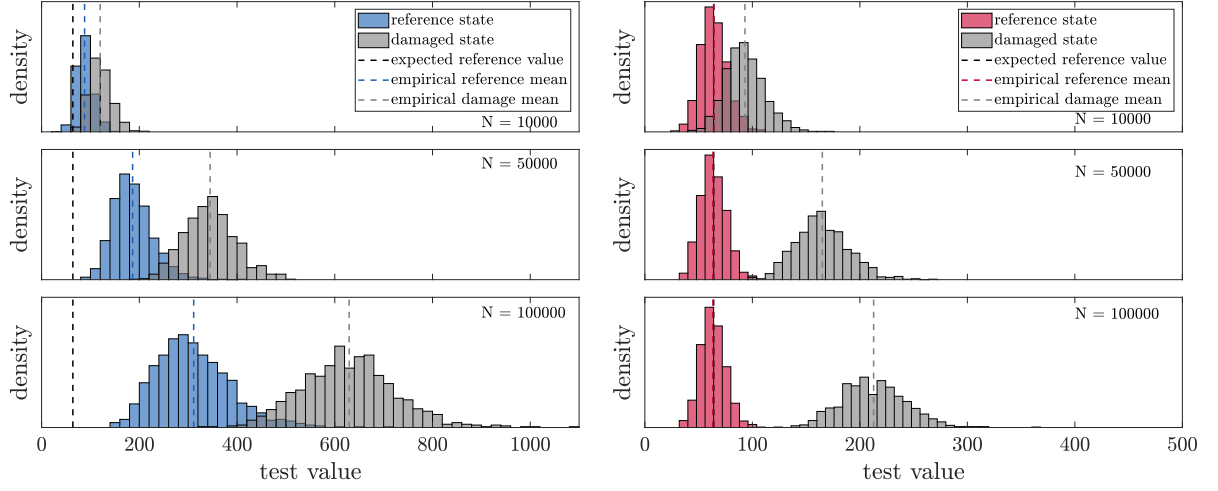 density
reference state
damaged state
expected reference value
empirical reference mean
empirical damage mean
N = 10000
density
N = 50000
density
N = 100000
0 200 400 600 800 1000
test value
density
reference state
damaged state
expected reference value
empirical reference mean
empirical damage mean
N = 10000
density
N = 50000
density
N = 100000
0 100 200 300 400 500
test value